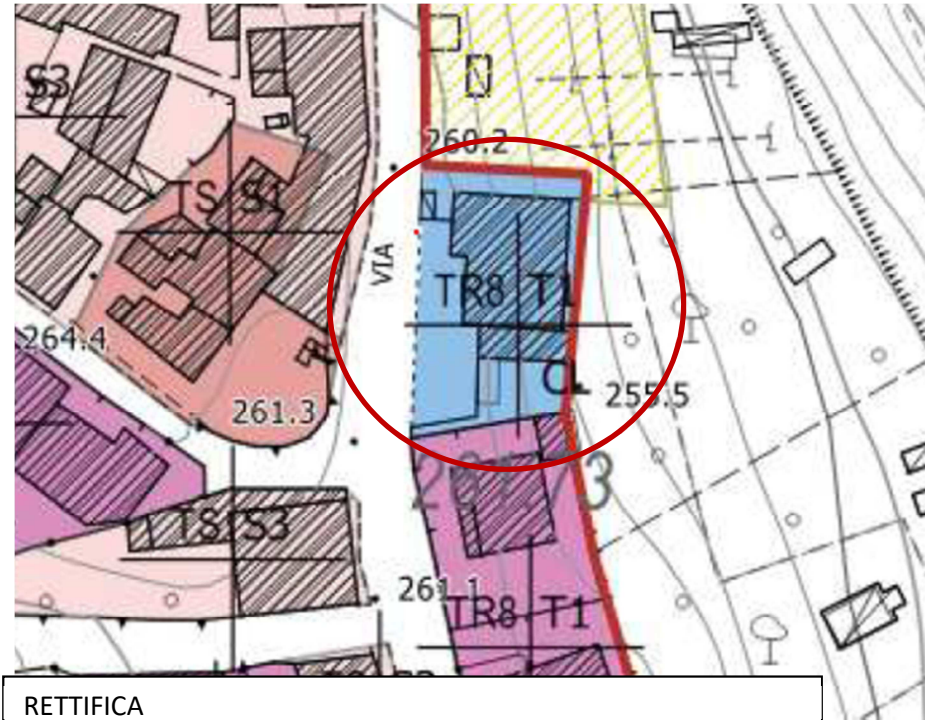 S3
260.2
TS S1
VIA
TR8 T1
264.4
CL
255.5
261.3
TS S3
261.1
TR8 T1
RETTIFICA